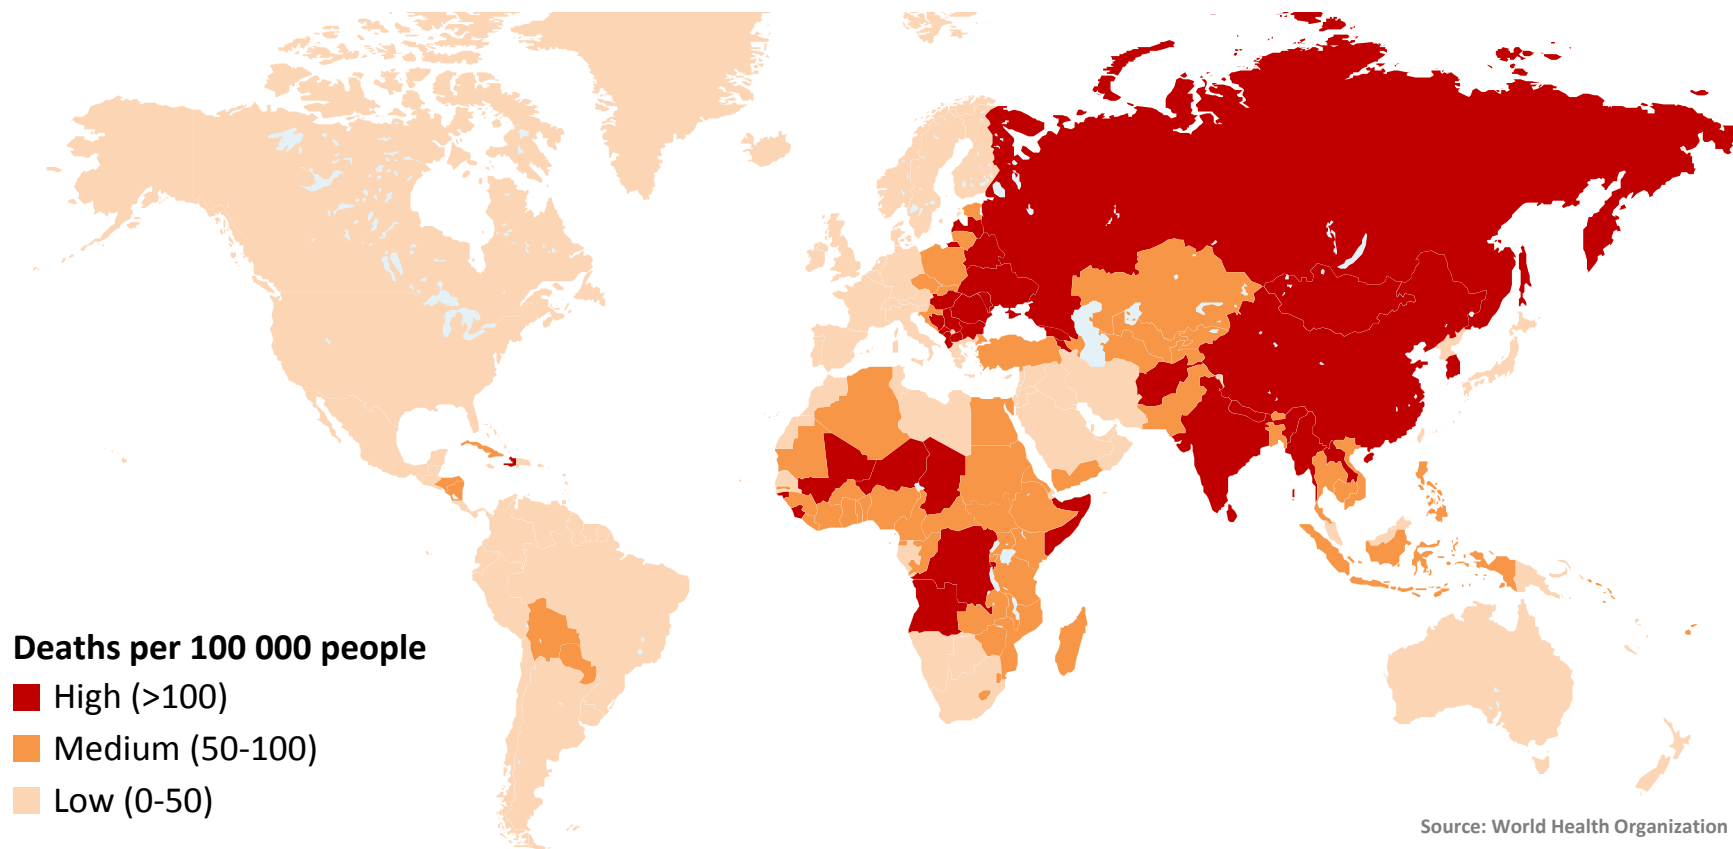 Deaths per 100 000 people
High (>100)
Medium (50-100)
Low (0-50)
Source: World Health Organization